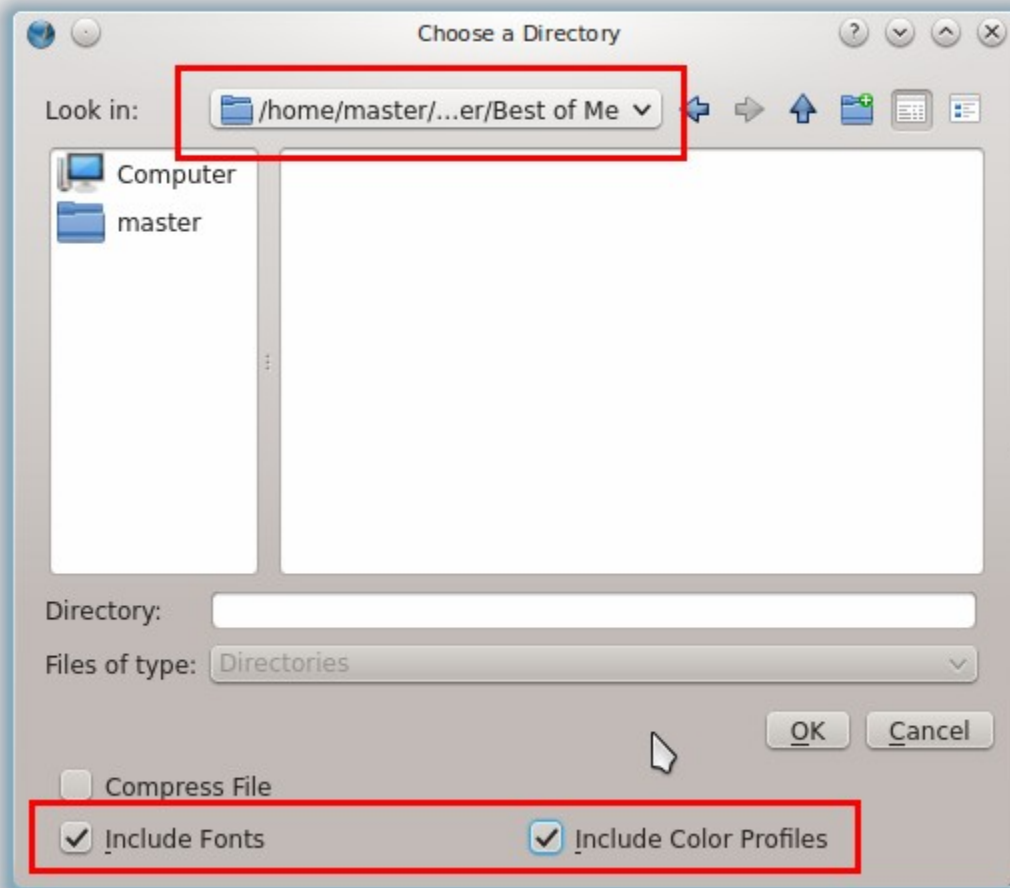 Choose a Directory
Look in: /home/master/...er/Best of Me
Computer
master
Directory:
Files of type: Directories
OK Cancel
Compress File
Include Fonts Include Color Profiles